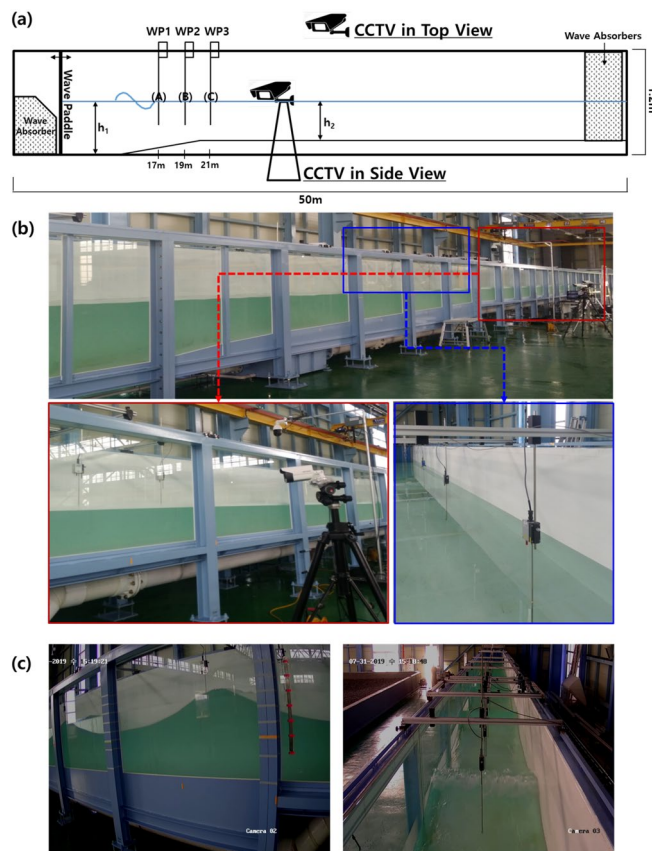 (a)
CCTV in Top View
WP1 WP2 WP3
Wave Absorbers
Wave Paddle
(A) (B) (C)
Wave
Absorber
h1
h2
17m 19m 21m
CCTV in Side View
50m
(b)
(c)
-2019
Camera 02
07-31-2019
Camera 03